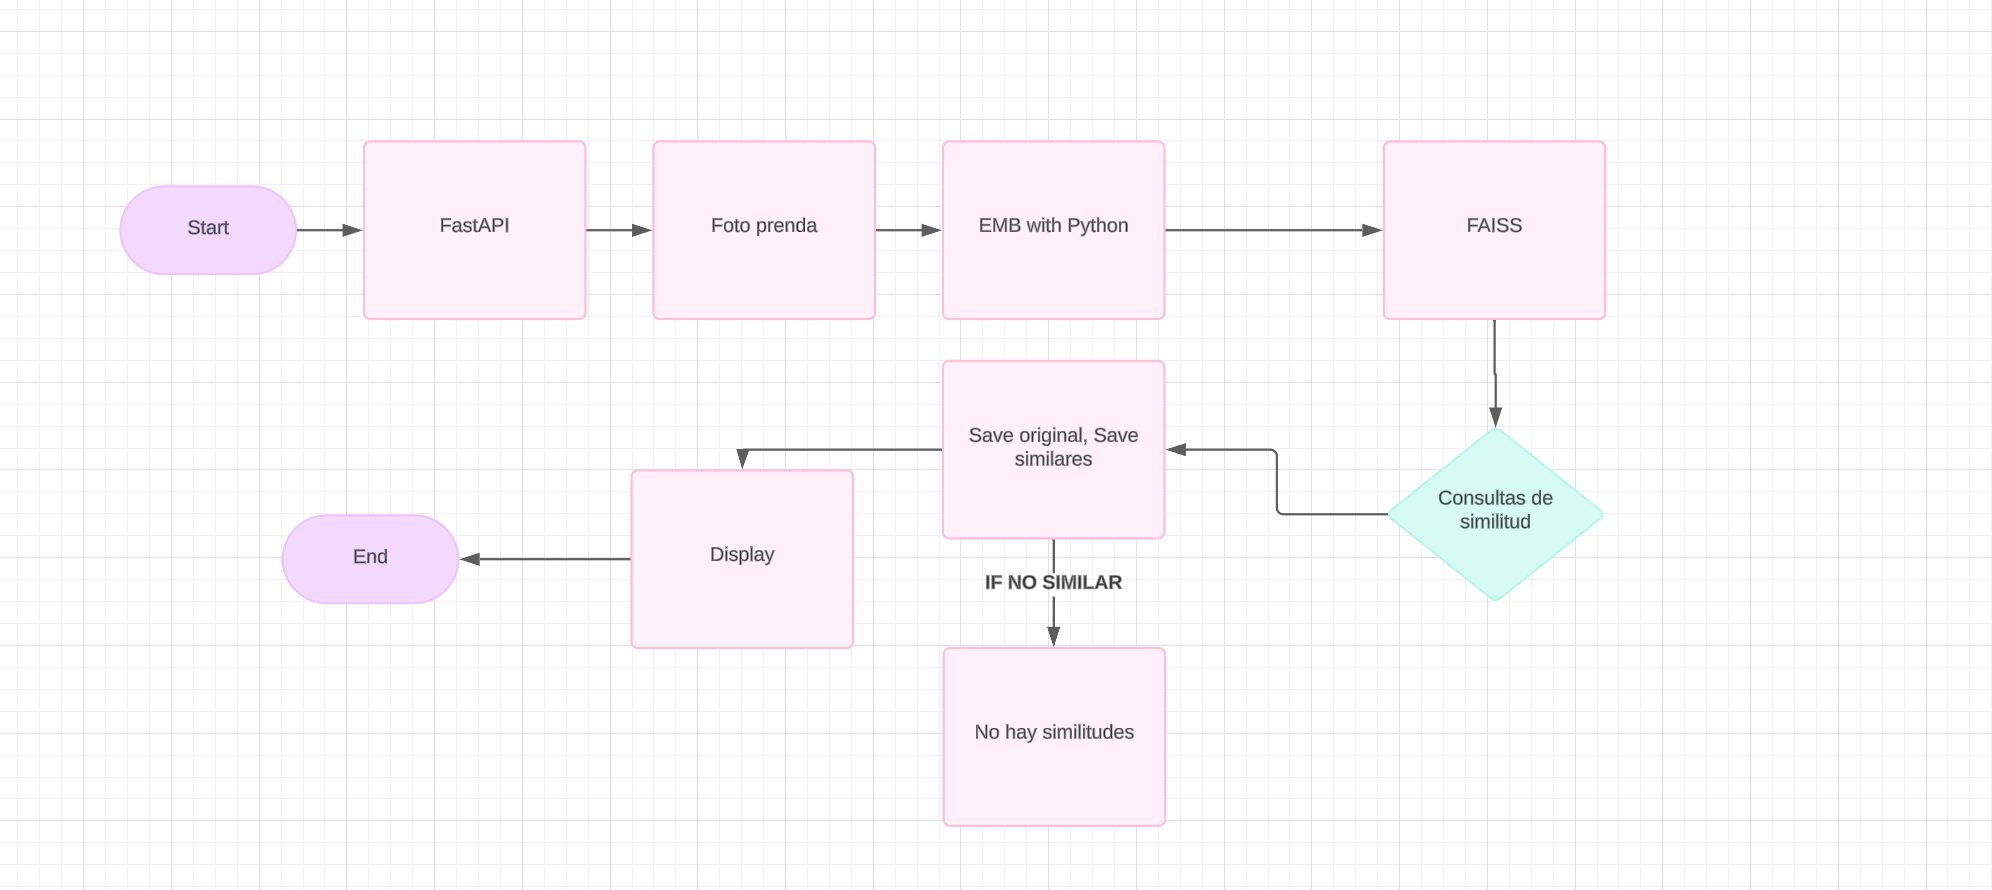 Start
FastAPI
Foto prenda
EMB with Python
FAISS
Consultas de
similitud
Save original, Save
similares
IF NO SIMILAR
No hay similitudes
Display
End